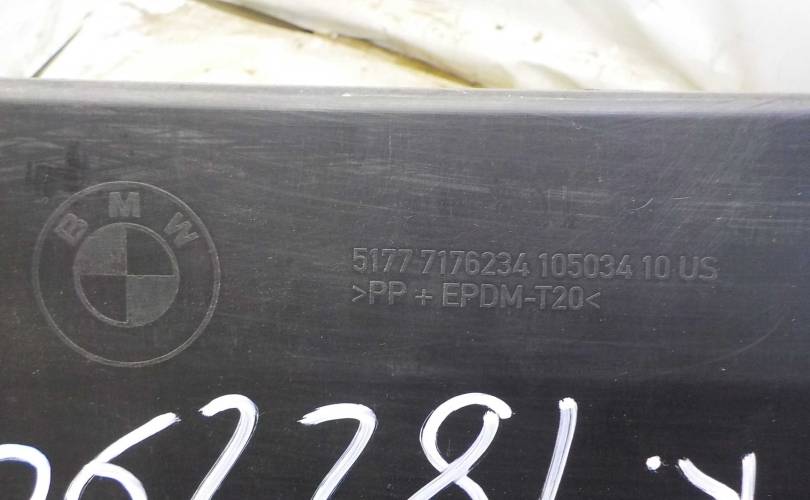 BMW
5177 7176234 105034 10 US
>PP + EPDM-T20<